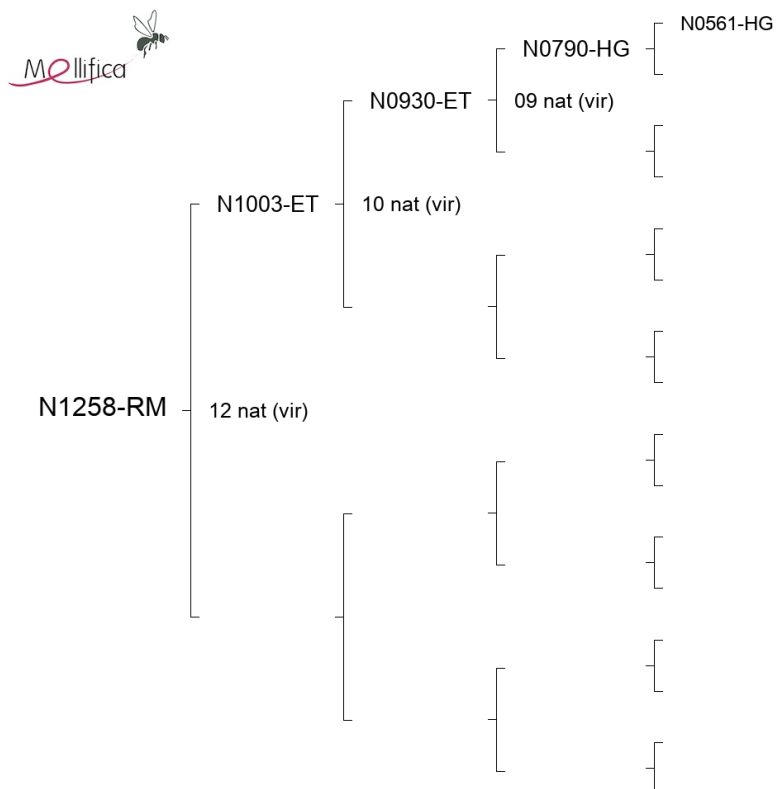 Mellifica
N0561-HG
N0790-HG
N0930-ET
09 nat (vir)
N1003-ET
10 nat (vir)
N1258-RM
12 nat (vir)